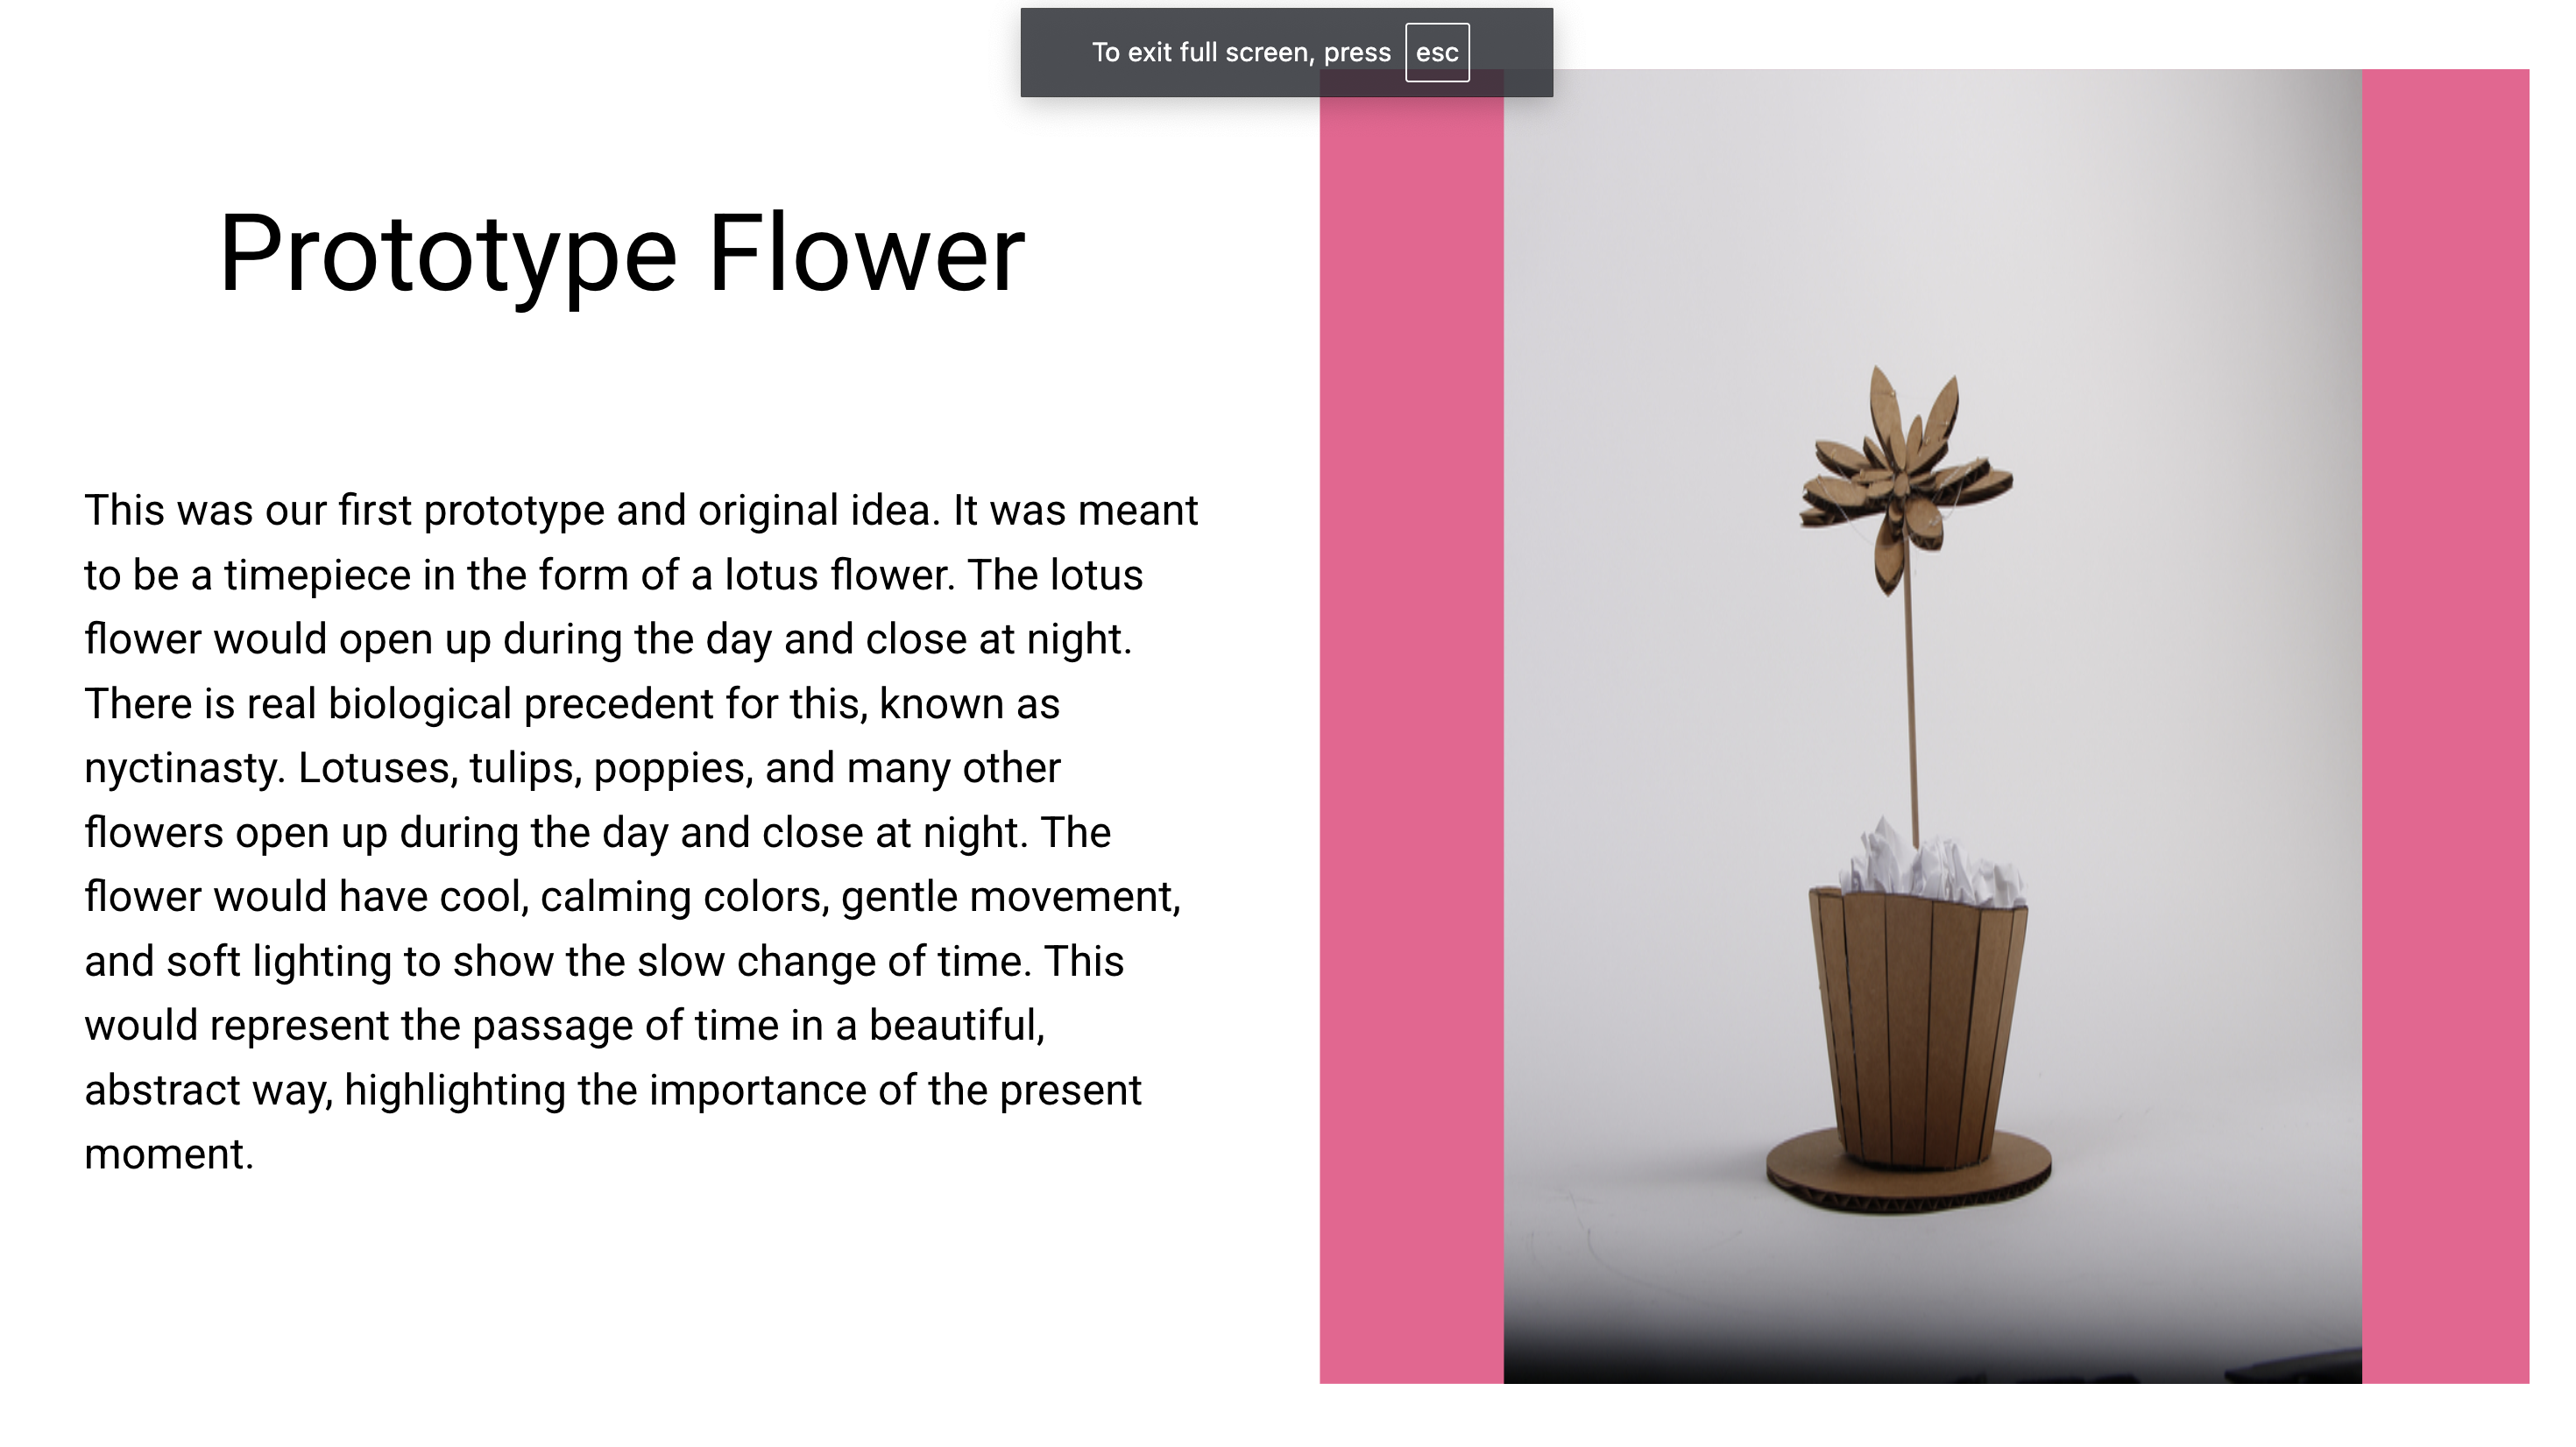 To exit full screen, press esc
Prototype Flower
This was our first prototype and original idea. It was meant
to be a timepiece in the form of a lotus flower. The lotus
flower would open up during the day and close at night.
There is real biological precedent for this, known as
nyctinasty. Lotuses, tulips, poppies, and many other
flowers open up during the day and close at night. The
flower would have cool, calming colors, gentle movement,
and soft lighting to show the slow change of time. This
would represent the passage of time in a beautiful,
abstract way, highlighting the importance of the present
moment.